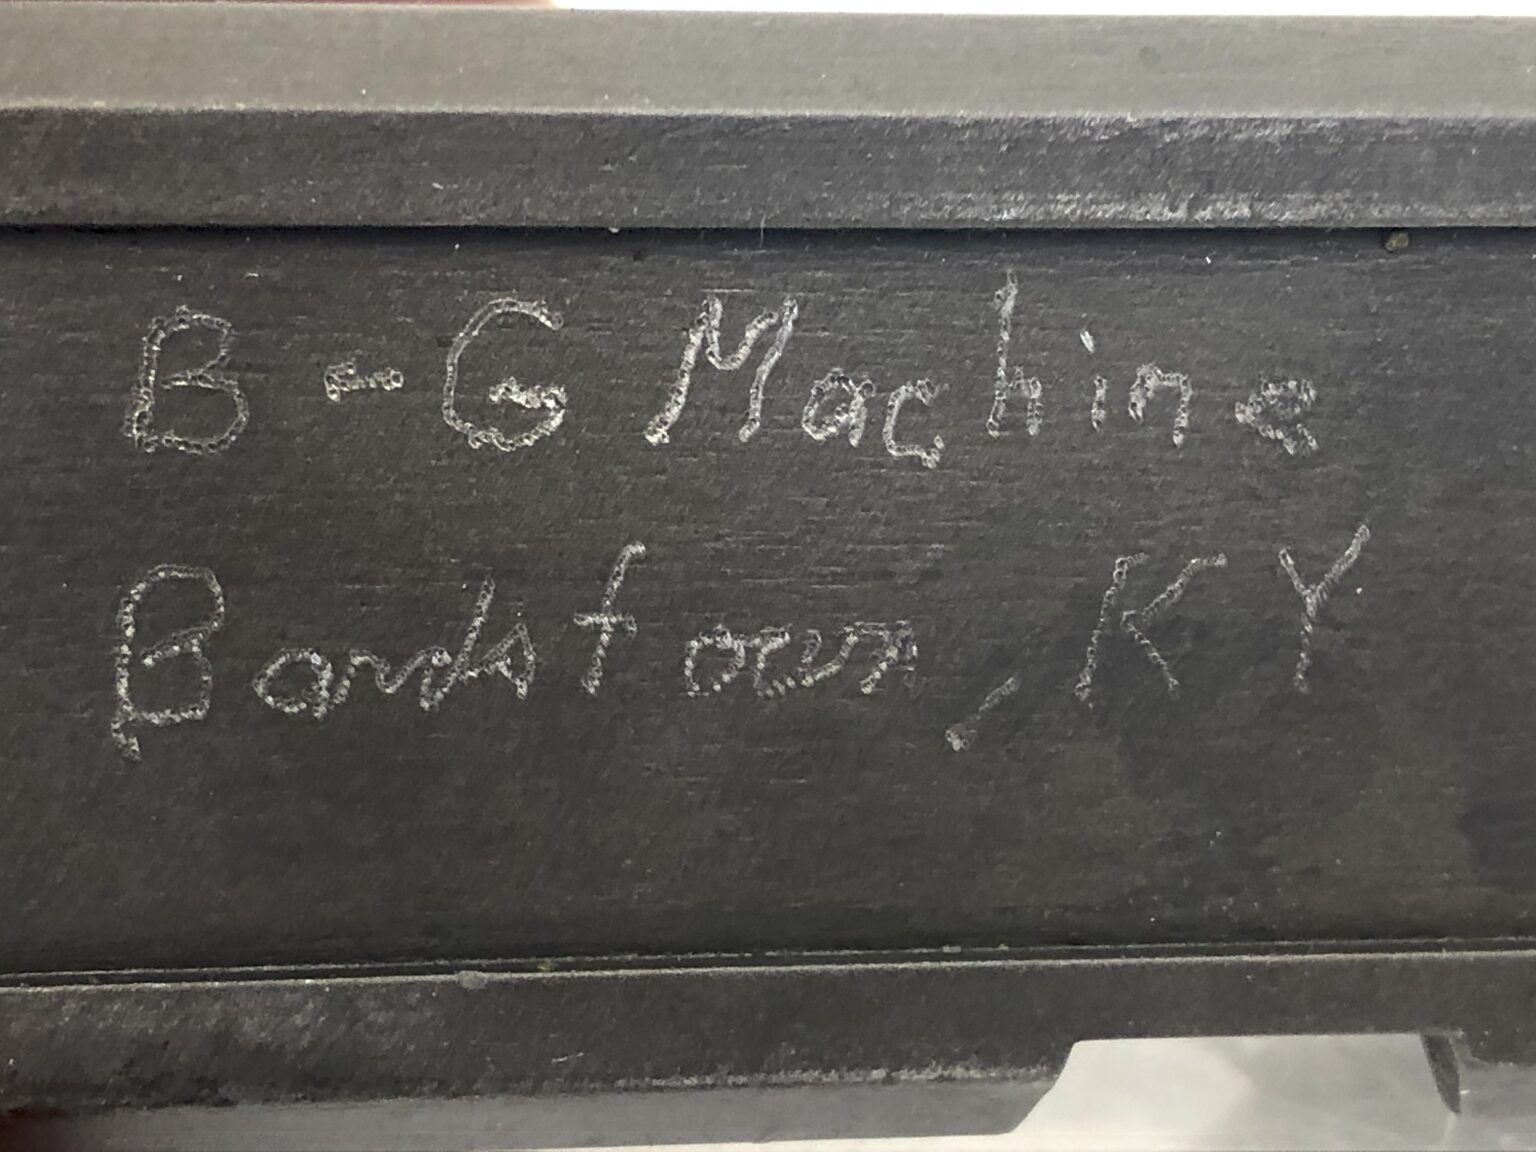 B-G Machine
Bardstown, KY